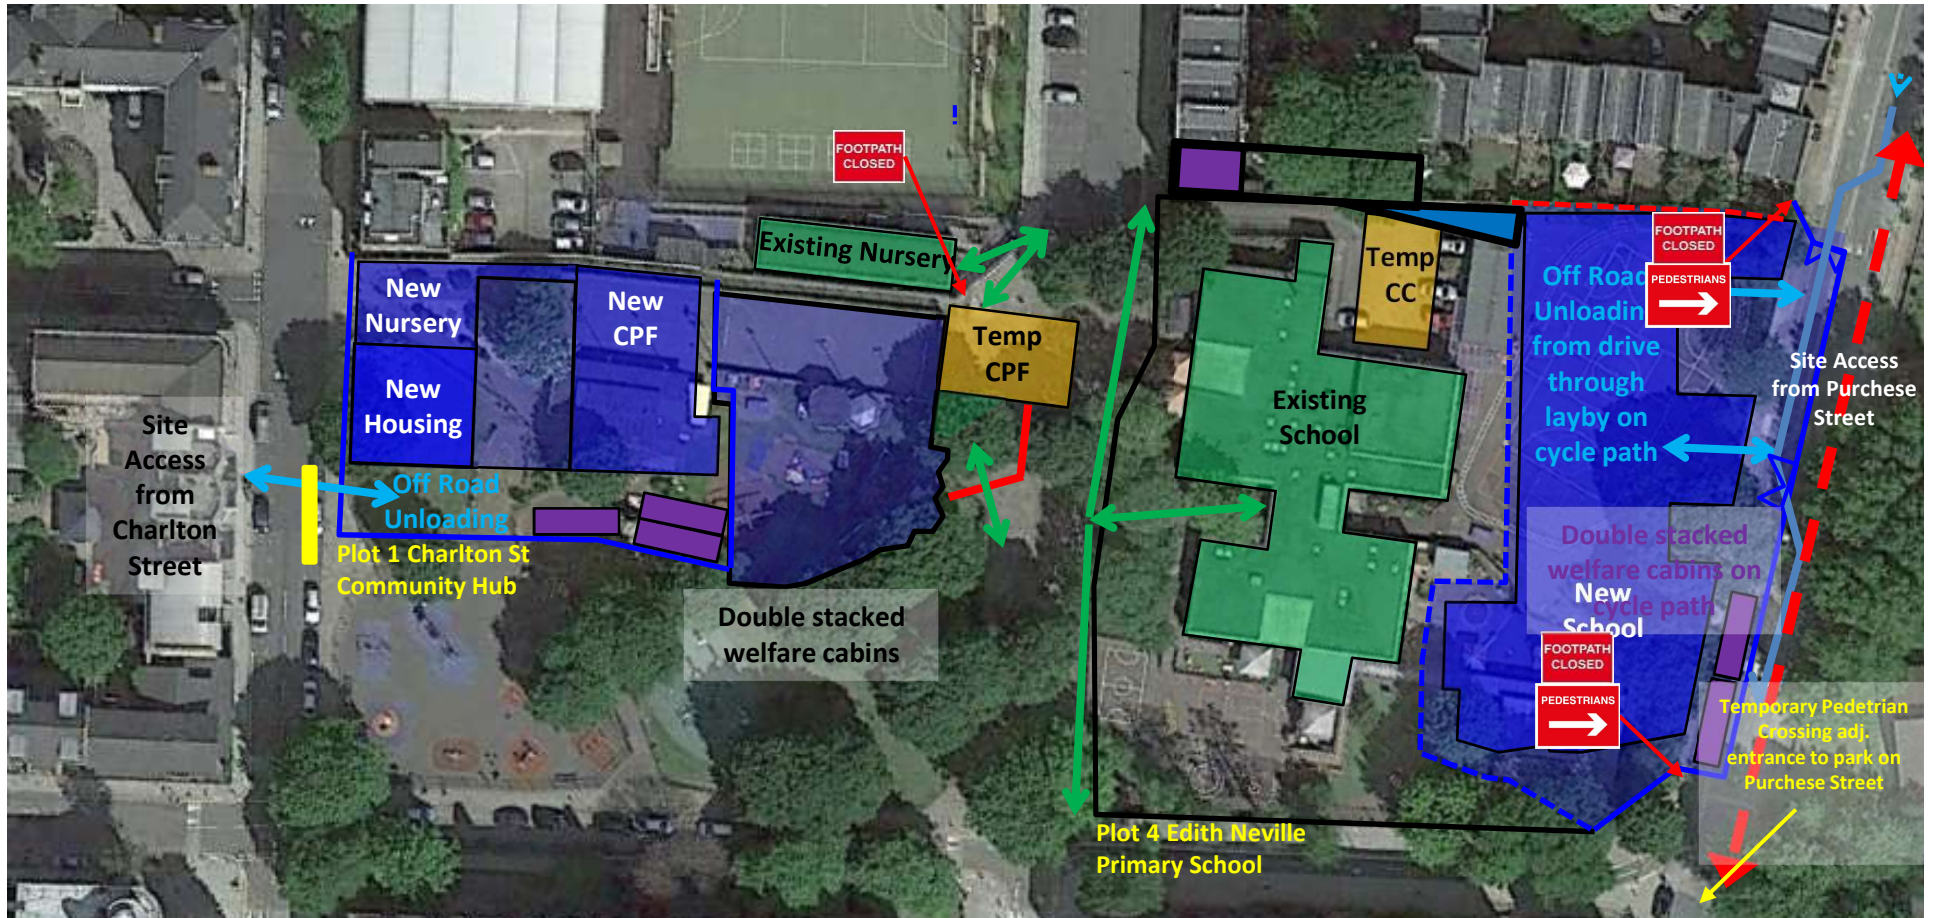 FOOTPATH
CLOSED
Existing Nursery
New
Nursery
New
CPF
New
Housing
Temp
CPF
Site
Access
from
Charlton
Street
Off Road
Unloading
Plot 1 Charlton St
Community Hub
Double stacked
welfare cabins
Temp
CC
Existing
School
FOOTPATH
CLOSED
PEDESTRIANS
Off Road
Unloading
from drive
through
layby on
cycle path
Site Access
from Purchese
Street
Double stacked
welfare cabins on
cycle path
New
School
FOOTPATH
CLOSED
PEDESTRIANS
Temporary Pedetrian
Crossing adj.
entrance to park on
Purchese Street
Plot 4 Edith Neville
Primary School